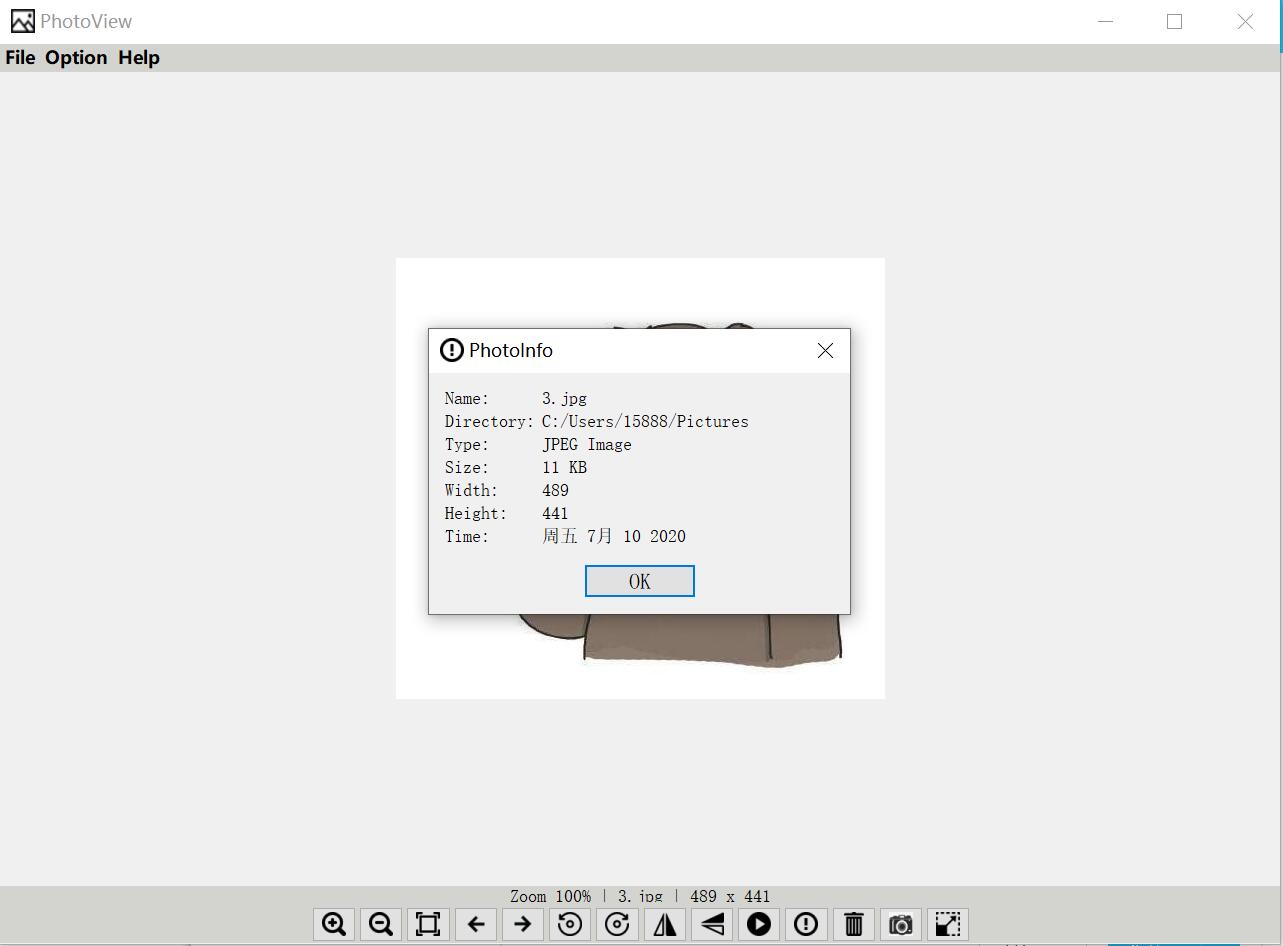 PhotoView
File Option Help
PhotoInfo
Name: 3.jpg
Directory: C:/Users/15888/Pictures
Type: JPEG Image
Size: 11 KB
Width: 489
Height: 441
Time: 周五 7月 10 2020
OK
Zoom 100% | 3.jpg | 489 x 441